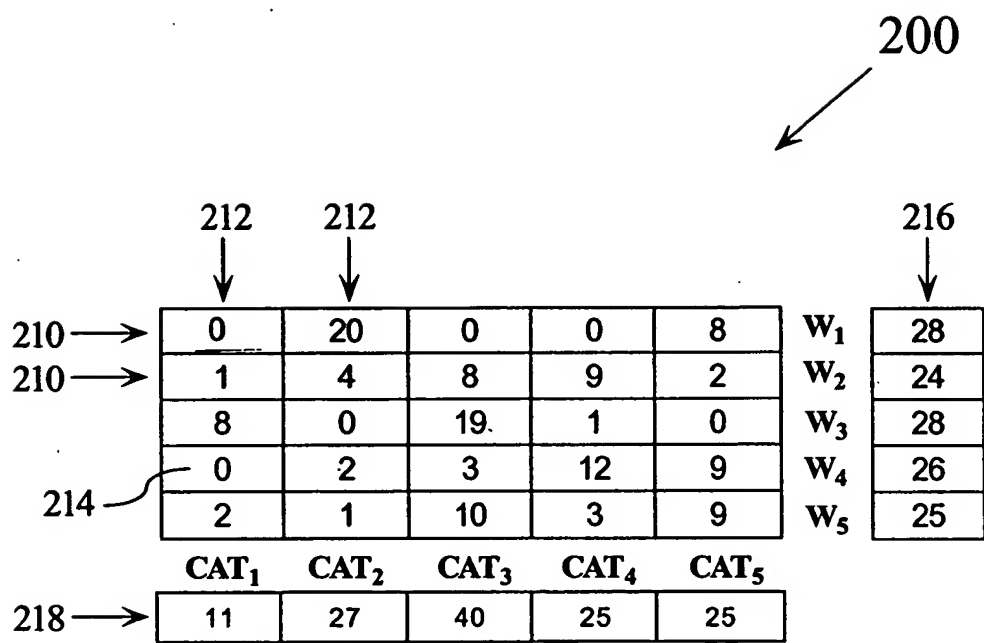 200
212 212 216
210 0 20 0 0 8 W₁ 28
210 1 4 8 9 2 W₂ 24
8 0 19 1 0 W₃ 28
0 2 3 12 9 W₄ 26
214
2 1 10 3 9 W₅ 25
CAT₁ CAT₂ CAT₃ CAT₄ CAT₅
218 11 27 40 25 25